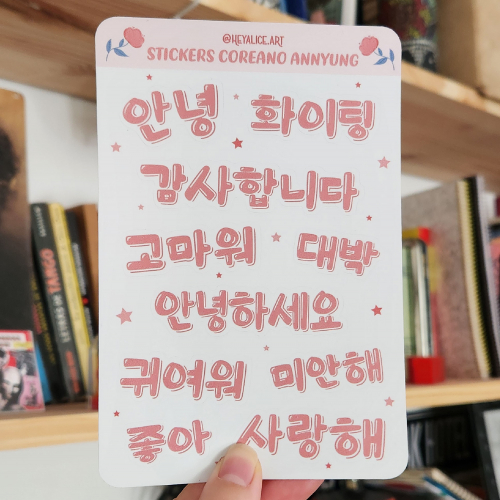 @HEYALICE.ART
STICKERS COREANO ANNYUNG
안녕 화이팅
감사합니다
고마워 대박
안녕하세요
귀여워 미안해
좋아 사랑해
TARGO